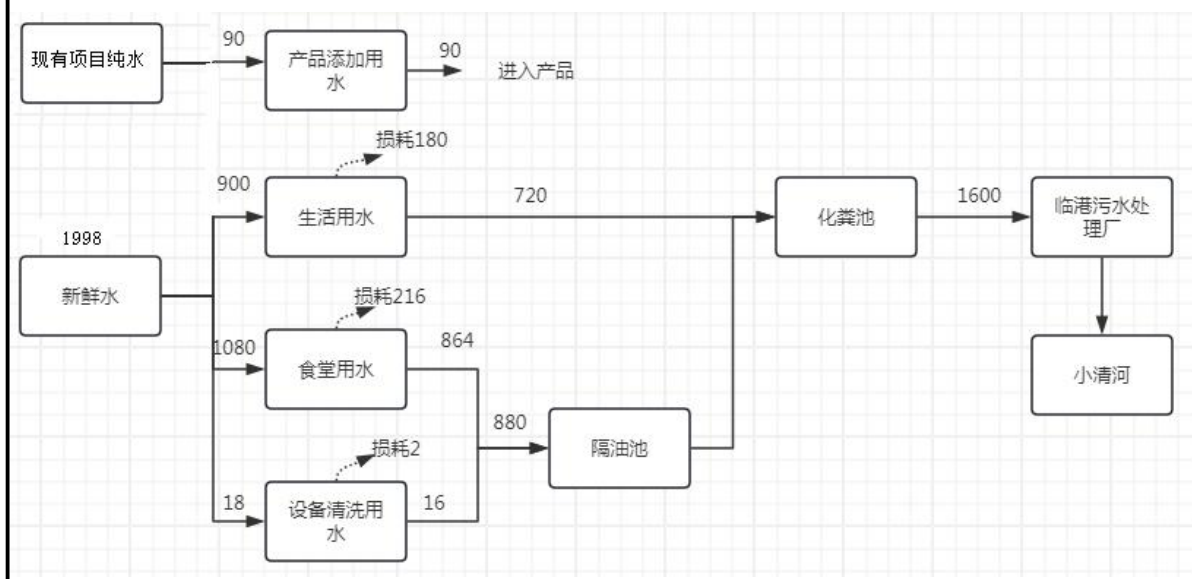 现有项目纯水
90
产品添加用
水
90
进入产品
损耗180
900
生活用水
720
化粪池
1600
临港污水处
理厂
1998
新鲜水
损耗216
1080
食堂用水
864
小清河
880
隔油池
损耗2
18
设备清洗用
水
16